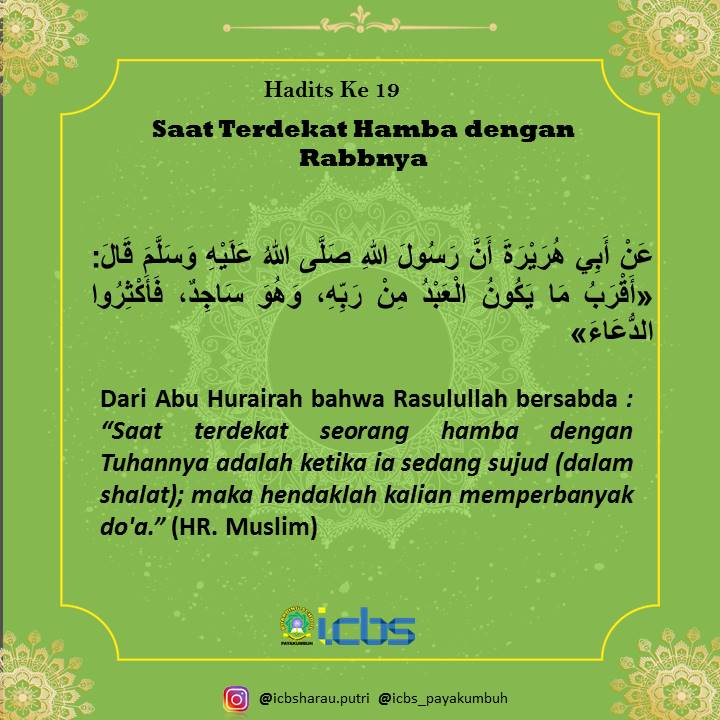 Hadits Ke 19
Saat Terdekat Hamba dengan
Rabbnya
عَنْ أَبِي هُرَيْرَةَ أَنَّ رَسُولَ اللهِ صَلَّى اللهُ عَلَيْهِ وَسَلَّمَ قَالَ:
«أَقْرَبُ مَا يَكُونُ الْعَبْدُ مِنْ رَبِّهِ، وَهُوَ سَاجِدٌ، فَأَكْثِرُوا
الدُّعَاءَ»
Dari Abu Hurairah bahwa Rasulullah bersabda :
“Saat terdekat seorang hamba dengan
Tuhannya adalah ketika ia sedang sujud (dalam
shalat); maka hendaklah kalian memperbanyak
do'a.” (HR. Muslim)
icbs
PAYAKUMBUH
@icbsharau.putri @icbs_payakumbuh